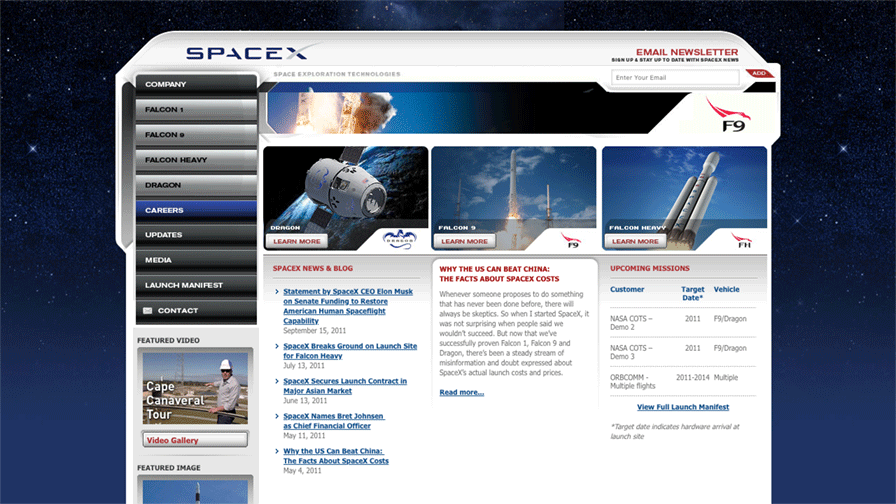 SPACEX
EMAIL NEWSLETTER
SIGN UP & STAY UP TO DATE WITH SPACEX NEWS
SPACE EXPLORATION TECHNOLOGIES
Enter Your Email
ADD
COMPANY
FALCON 1
FALCON 9
FALCON HEAVY
DRAGON
CAREERS
UPDATES
MEDIA
LAUNCH MANIFEST
CONTACT
F9
DRAGON
LEARN MORE
DRAGON
FALCON 9
LEARN MORE
F9
FALCON HEAVY
LEARN MORE
FH
FEATURED VIDEO
Cape
Canaveral
Tour
Video Gallery
FEATURED IMAGE
SPACEX NEWS & BLOG
Statement by SpaceX CEO Elon Musk
on Senate Funding to Restore
American Human Spaceflight
Capability
September 15, 2011
SpaceX Breaks Ground on Launch Site
for Falcon Heavy
July 13, 2011
SpaceX Secures Launch Contract in
Major Asian Market
June 13, 2011
SpaceX Names Bret Johnsen
as Chief Financial Officer
May 11, 2011
Why the US Can Beat China:
The Facts About SpaceX Costs
May 4, 2011
WHY THE US CAN BEAT CHINA:
THE FACTS ABOUT SPACEX COSTS
Whenever someone proposes to do something
that has never been done before, there will
always be skeptics. So when I started SpaceX, it
was not surprising when people said we
wouldn't succeed. But now that we've
successfully proven Falcon 1, Falcon 9 and
Dragon, there's been a steady stream of
misinformation and doubt expressed about
SpaceX's actual launch costs and prices.
Read more...
UPCOMING MISSIONS
Customer Target Date* Vehicle
NASA COTS – Demo 2 2011 F9/Dragon
NASA COTS – Demo 3 2011 F9/Dragon
ORBCOMM - Multiple flights 2011-2014 Multiple
View Full Launch Manifest
*Target date indicates hardware arrival at
launch site